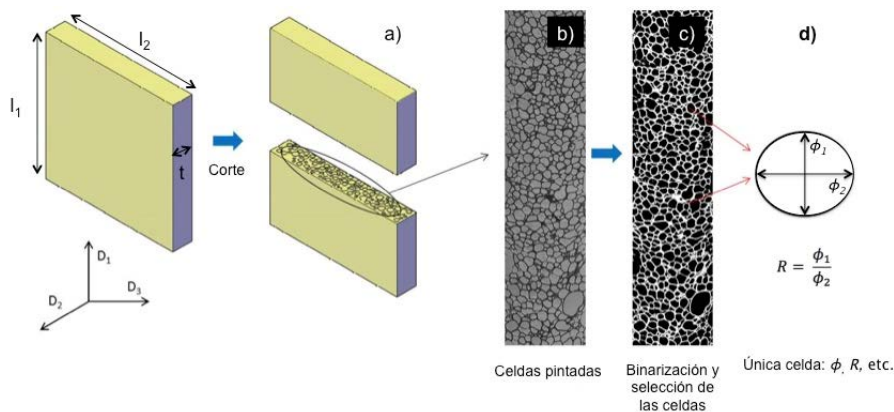 l₁
l₂
t
D₁
D₂
D₃
Corte
a)
b)
Celdas pintadas
c)
Binarización y
selección de
las celdas
d)
ϕ₁
ϕ₂
R = ϕ₁/ϕ₂
Única celda: ϕ, R, etc.